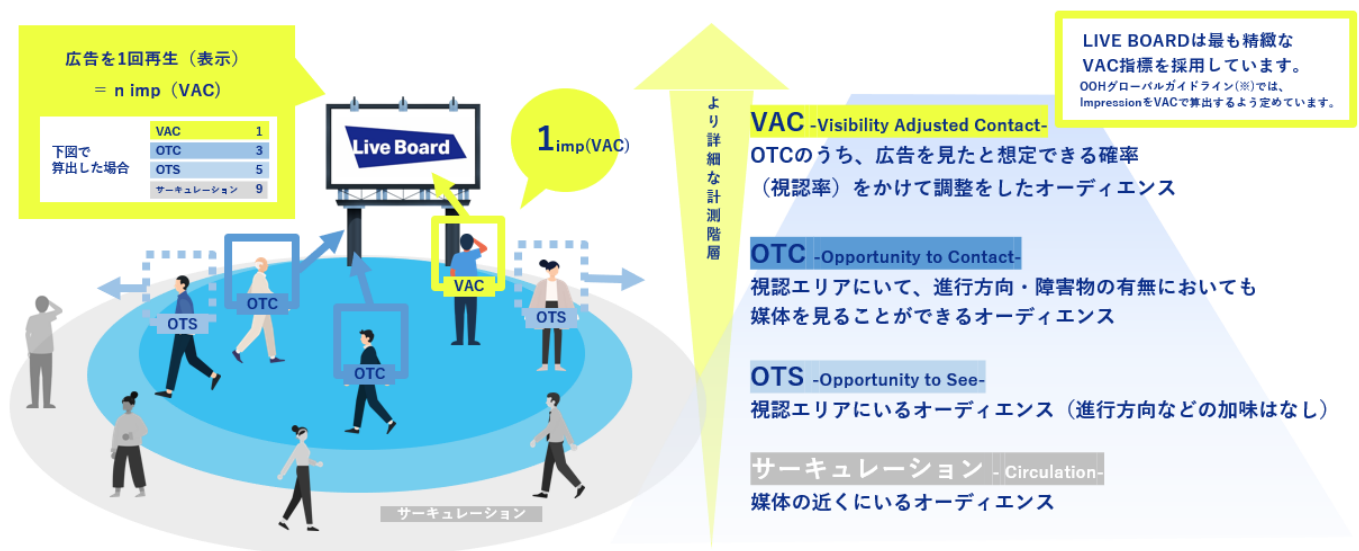 広告を1回再生（表示）
＝ n imp（VAC）
下図で
算出した場合
VAC 1
OTC 3
OTS 5
サーキュレーション 9
Live Board
1imp(VAC)
OTS
OTC
OTC
VAC
OTS
サーキュレーション
より詳細な計測階層
LIVE BOARDは最も精緻な
VAC指標を採用しています。
OOHグローバルガイドライン(※)では、
ImpressionをVACで算出するよう定めています。
VAC -Visibility Adjusted Contact-
OTCのうち、広告を見たと想定できる確率
（視認率）をかけて調整をしたオーディエンス
OTC -Opportunity to Contact-
視認エリアにいて、進行方向・障害物の有無においても
媒体を見ることができるオーディエンス
OTS -Opportunity to See-
視認エリアにいるオーディエンス（進行方向などの加味はなし）
サーキュレーション - Circulation-
媒体の近くにいるオーディエンス